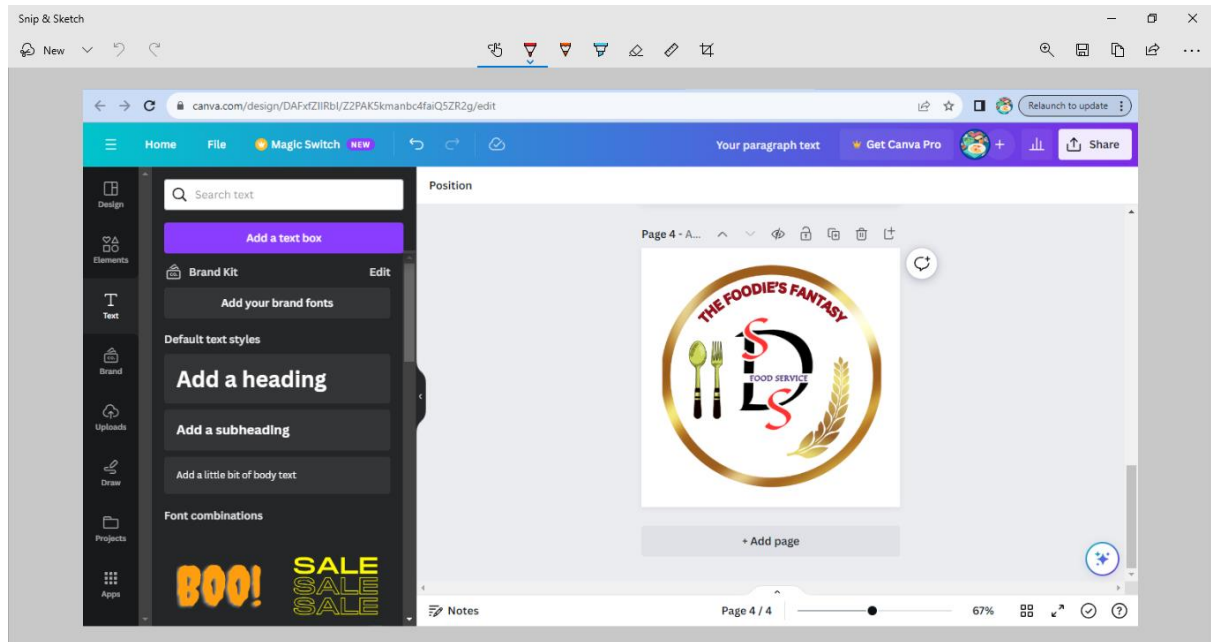 Snip & Sketch
New
canva.com/design/DAFxfZIIRbI/Z2PAK5kmanbc4faiQ5ZR2g/edit
Relaunch to update
Home File Magic Switch NEW Your paragraph text Get Canva Pro + Share
Design
Elements
Text
Brand
Uploads
Draw
Projects
Apps
Search text
Add a text box
Brand Kit Edit
Add your brand fonts
Default text styles
Add a heading
Add a subheading
Add a little bit of body text
Font combinations
BOO!
SALE
SALE
SALE
Position
Page 4 - A...
THE FOODIE'S FANTASY
S
D
FOOD SERVICE
S
+ Add page
Notes
Page 4 / 4
67%